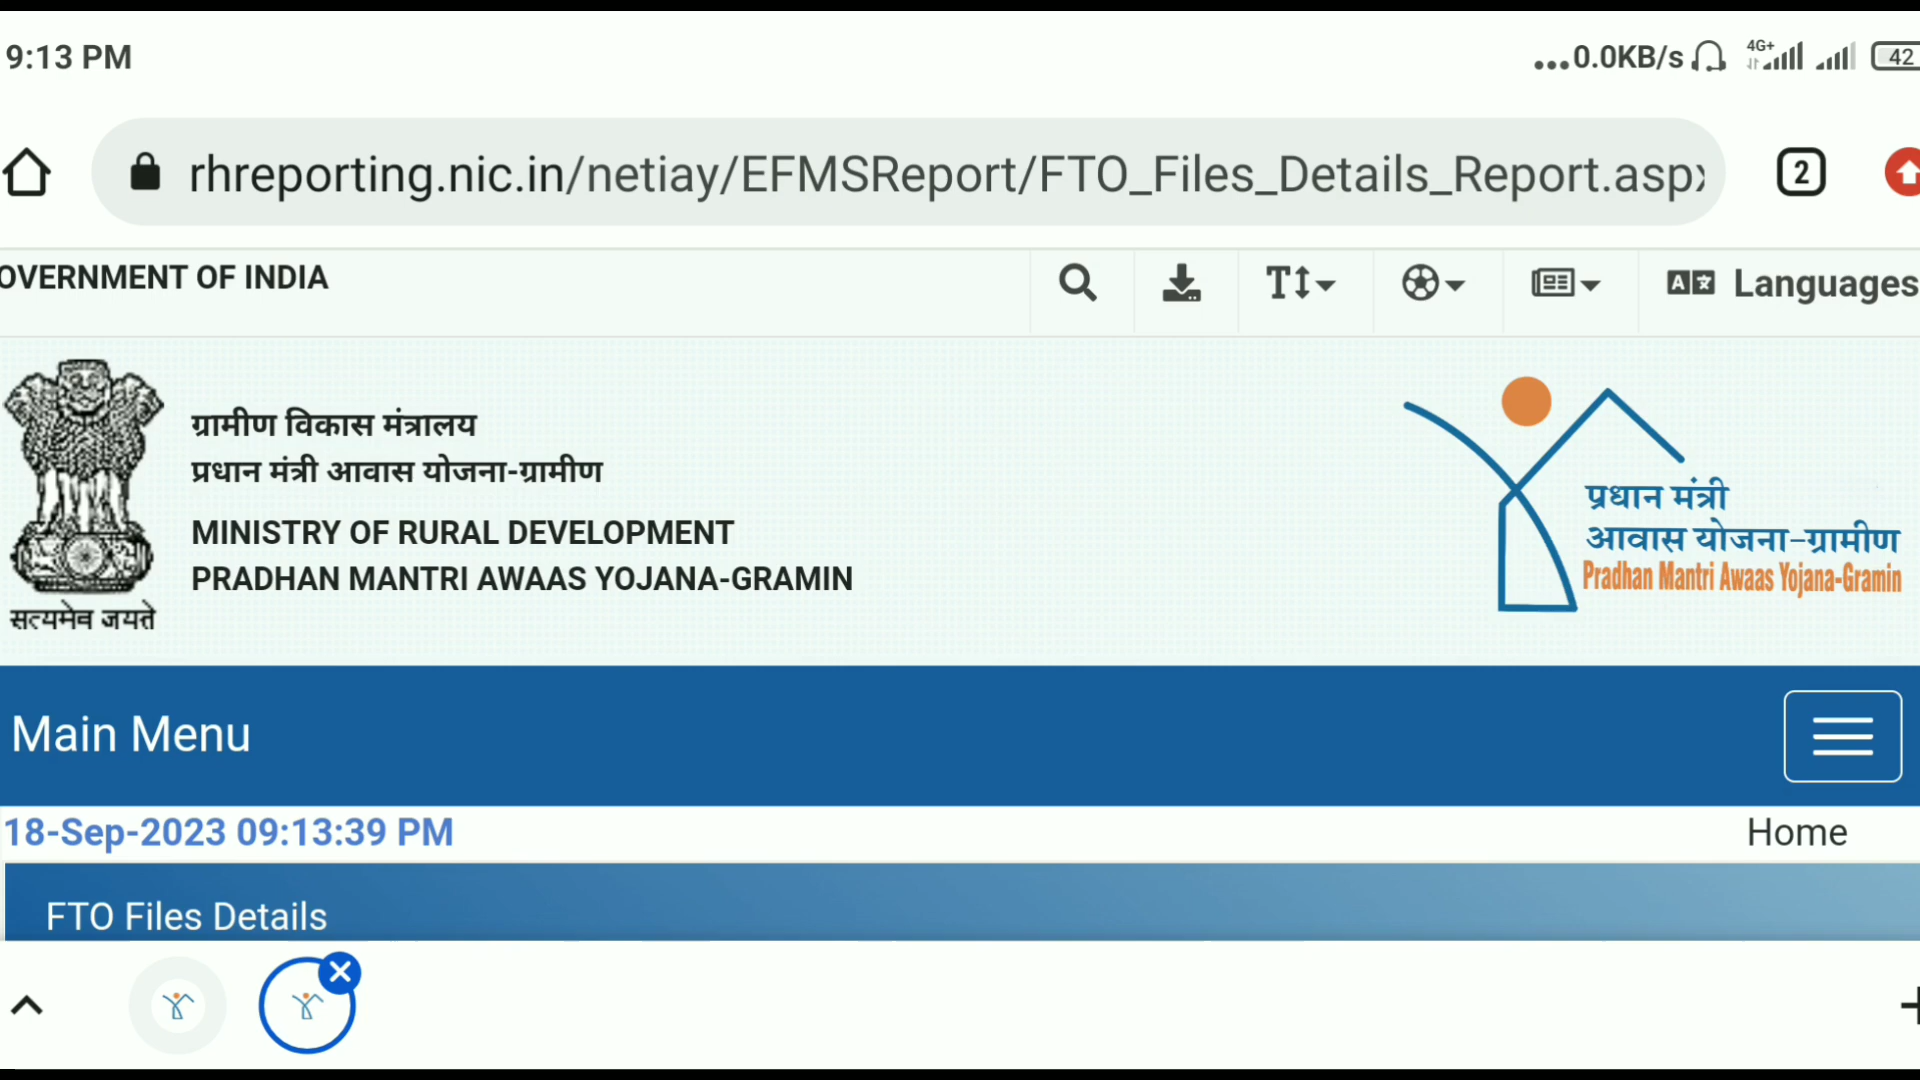 9:13 PM
...0.0KB/s 4G+ 42
rhreporting.nic.in/netiay/EFMSReport/FTO_Files_Details_Report.aspx
2
OVERNMENT OF INDIA
Languages
ग्रामीण विकास मंत्रालय
प्रधान मंत्री आवास योजना-ग्रामीण
MINISTRY OF RURAL DEVELOPMENT
PRADHAN MANTRI AWAAS YOJANA-GRAMIN
सत्यमेव जयते
प्रधान मंत्री
आवास योजना-ग्रामीण
Pradhan Mantri Awaas Yojana-Gramin
Main Menu
18-Sep-2023 09:13:39 PM
Home
FTO Files Details